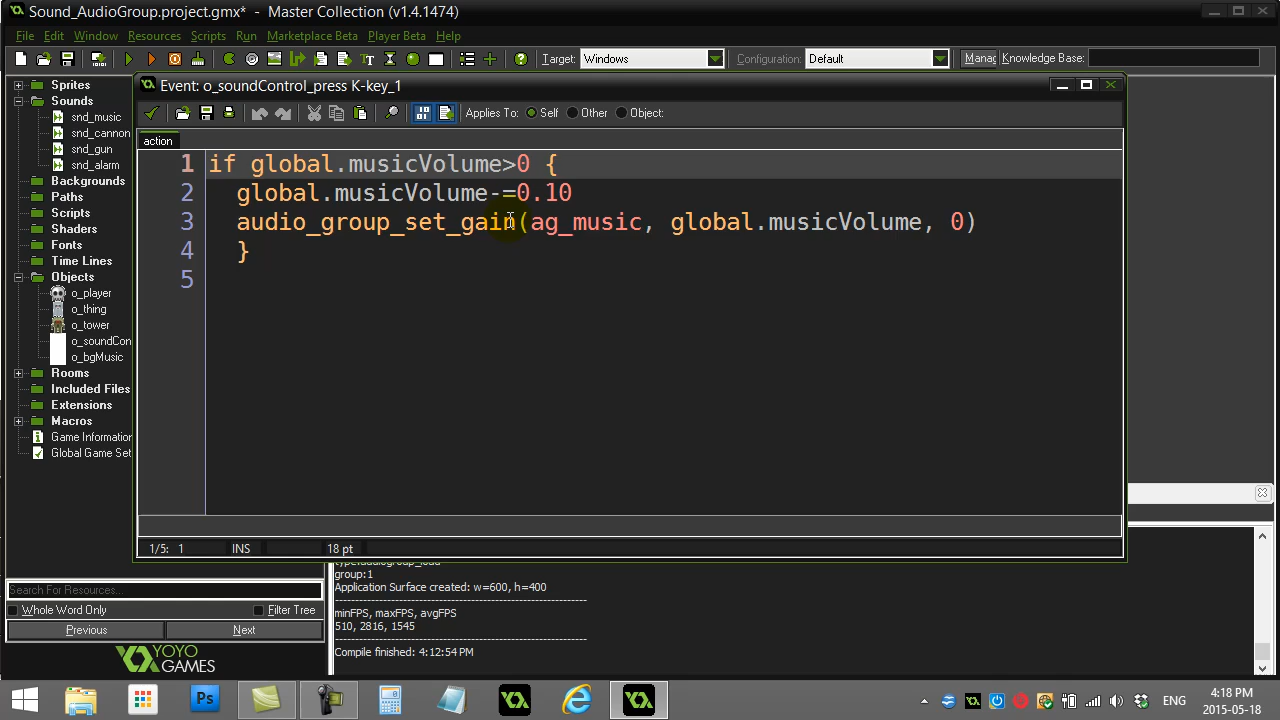 Sound_AudioGroup.project.gmx* - Master Collection (v1.4.1474)
File Edit Window Resources Scripts Run Marketplace Beta Player Beta Help
Target: Windows Configuration: Default Manag Knowledge Base:
Sprites
Sounds
snd_music
snd_cannon
snd_gun
snd_alarm
Backgrounds
Paths
Scripts
Shaders
Fonts
Time Lines
Objects
o_player
o_thing
o_tower
o_soundCon
o_bgMusic
Rooms
Included Files
Extensions
Macros
Game Information
Global Game Set
Event: o_soundControl_press K-key_1
Applies To: Self Other Object:
action
1 if global.musicVolume>0 {
2 global.musicVolume-=0.10
3 audio_group_set_gain(ag_music, global.musicVolume, 0)
4 }
5
1/5: 1 INS 18 pt
group:1
Application Surface created: w=600, h=400
minFPS, maxFPS, avgFPS
510, 2816, 1545
Compile finished: 4:12:54 PM
Search For Resources...
Whole Word Only Filter Tree
Previous Next
YOYO
GAMES
Ps
ENG
4:18 PM
2015-05-18